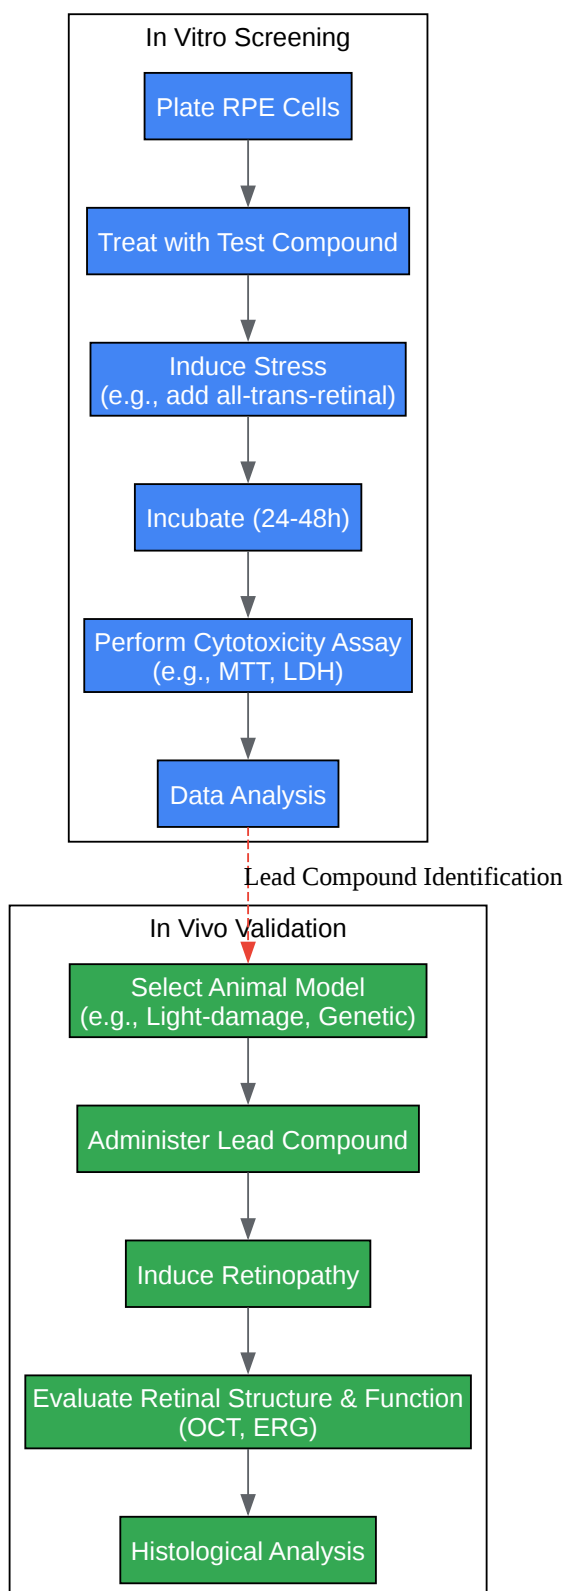 In Vitro Screening
Plate RPE Cells
Treat with Test Compound
Induce Stress
(e.g., add all-trans-retinal)
Incubate (24-48h)
Perform Cytotoxicity Assay
(e.g., MTT, LDH)
Data Analysis
Lead Compound Identification
In Vivo Validation
Select Animal Model
(e.g., Light-damage, Genetic)
Administer Lead Compound
Induce Retinopathy
Evaluate Retinal Structure & Function
(OCT, ERG)
Histological Analysis